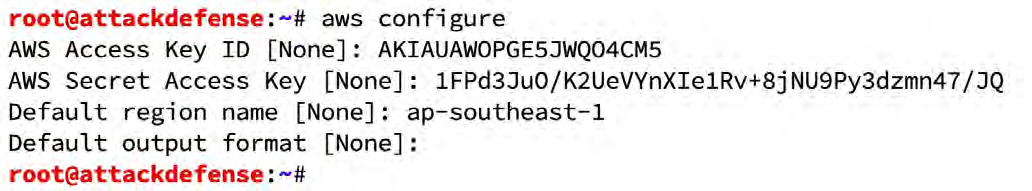 root@attackdefense:~# aws configure
AWS Access Key ID [None]: AKIAUAWOPGE5JWQO4CM5
AWS Secret Access Key [None]: 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
Default region name [None]: ap-southeast-1
Default output format [None]:
root@attackdefense:~#